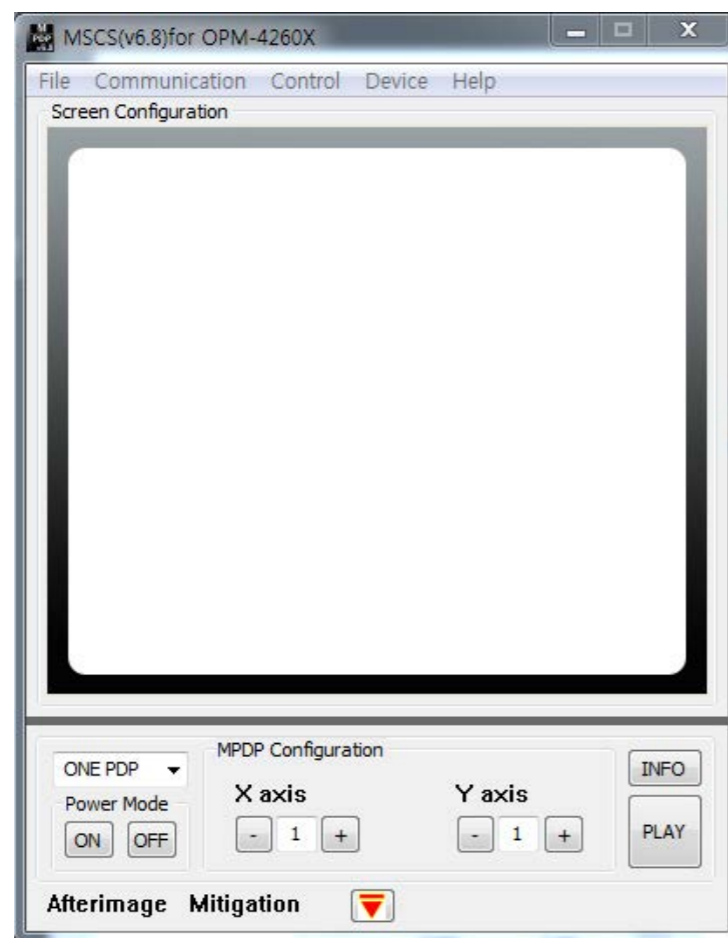 MSCS(v6.8)for OPM-4260X
File Communication Control Device Help
Screen Configuration
MPDP Configuration
ONE PDP
INFO
X axis
Y axis
Power Mode
ON OFF
- 1 +
- 1 +
PLAY
Afterimage Mitigation